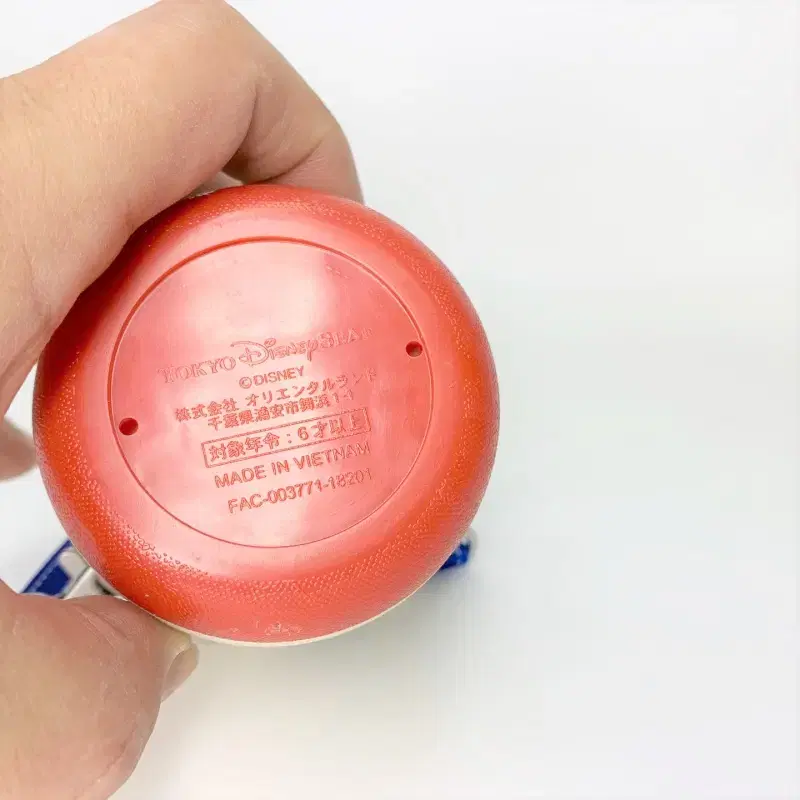 TOKYO DISNEYSEA®
©DISNEY
株式会社 オリエンタルランド
千葉県浦安市舞浜1-1
対象年令：6才以上
MADE IN VIETNAM
FAC-003771-18201